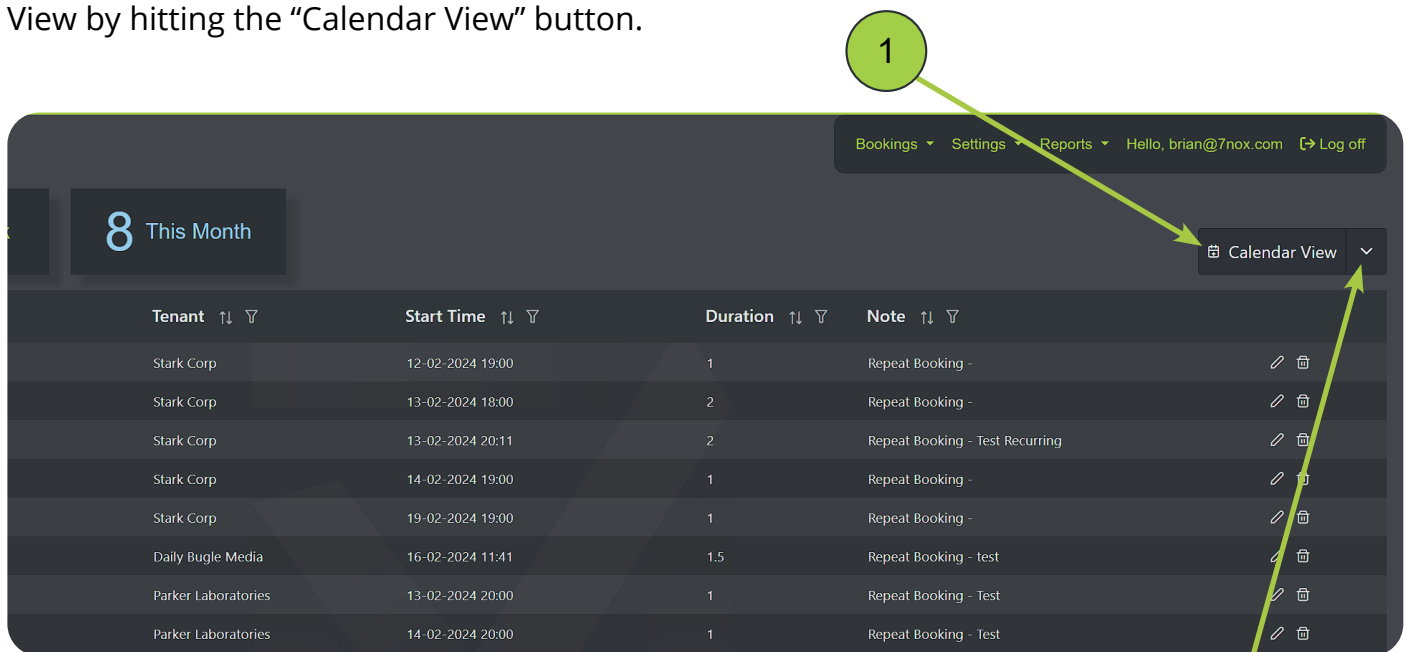 View by hitting the “Calendar View” button.
1
Bookings Settings Reports Hello, brian@7nox.com Log off
8 This Month
Calendar View
Tenant Start Time Duration Note
Stark Corp 12-02-2024 19:00 1 Repeat Booking -
Stark Corp 13-02-2024 18:00 2 Repeat Booking -
Stark Corp 13-02-2024 20:11 2 Repeat Booking - Test Recurring
Stark Corp 14-02-2024 19:00 1 Repeat Booking -
Stark Corp 19-02-2024 19:00 1 Repeat Booking -
Daily Bugle Media 16-02-2024 11:41 1.5 Repeat Booking - test
Parker Laboratories 13-02-2024 20:00 1 Repeat Booking - Test
Parker Laboratories 14-02-2024 20:00 1 Repeat Booking - Test